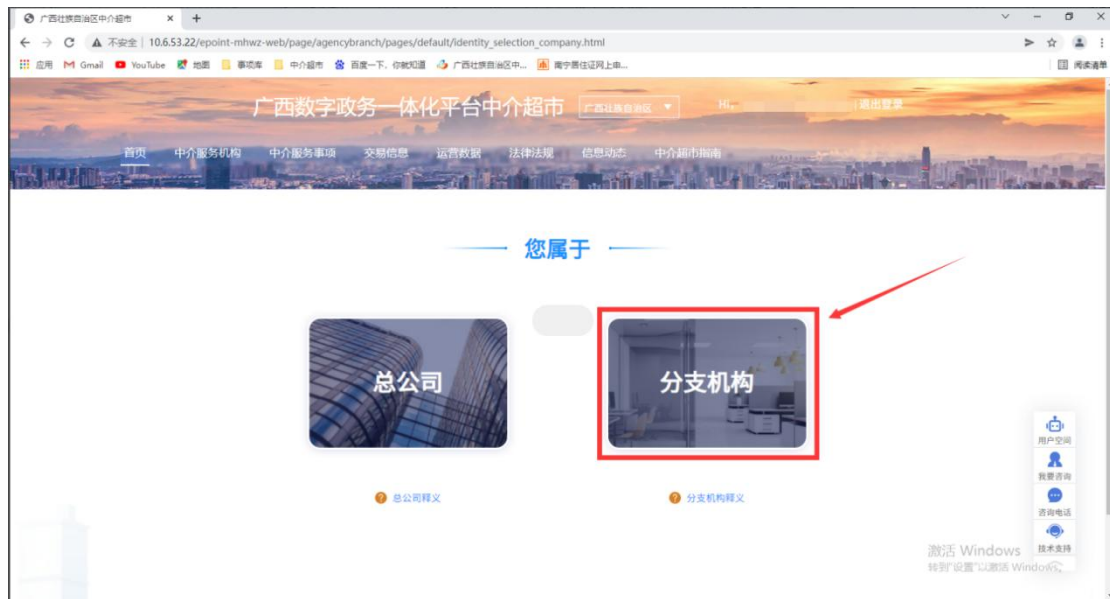 广西壮族自治区中介超市
不安全 | 10.6.53.22/epoint-mhwz-web/page/agencybranch/pages/default/identity_selection_company.html
应用 Gmail YouTube 地图 事项库 中介超市 百度一下，你就知道 广西壮族自治区中... 南宁居住证网上申... 阅读清单
广西数字政务一体化平台中介超市 广西壮族自治区 Hi, 退出登录
首页 中介服务机构 中介服务事项 交易信息 运营数据 法律法规 信息动态 中介超市指南
您属于
总公司 分支机构
总公司释义 分支机构释义
用户空间
我要咨询
咨询电话
技术支持
激活 Windows
转到"设置"以激活 Windows。